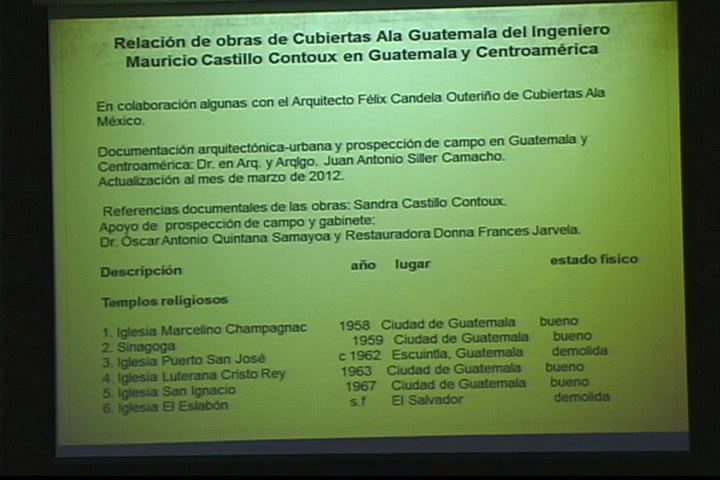 Relación de obras de Cubiertas Ala Guatemala del Ingeniero
Mauricio Castillo Contoux en Guatemala y Centroamérica
En colaboración algunas con el Arquitecto Félix Candela Outeriño de Cubiertas Ala
México.
Documentación arquitectónica-urbana y prospección de campo en Guatemala y
Centroamérica: Dr. en Arq. y Arqlgo. Juan Antonio Siller Camacho.
Actualización al mes de marzo de 2012.
Referencias documentales de las obras: Sandra Castillo Contoux.
Apoyo de prospección de campo y gabinete:
Dr. Óscar Antonio Quintana Samayoa y Restauradora Donna Frances Jarvela.
Descripción año lugar estado físico
Templos religiosos
1. Iglesia Marcelino Champagnac 1958 Ciudad de Guatemala bueno
2. Sinagoga 1959 Ciudad de Guatemala bueno
3. Iglesia Puerto San José c 1962 Escuintla, Guatemala demolida
4. Iglesia Luterana Cristo Rey 1963 Ciudad de Guatemala bueno
5. Iglesia San Ignacio 1967 Ciudad de Guatemala bueno
6. Iglesia El Eslabón s.f El Salvador demolida